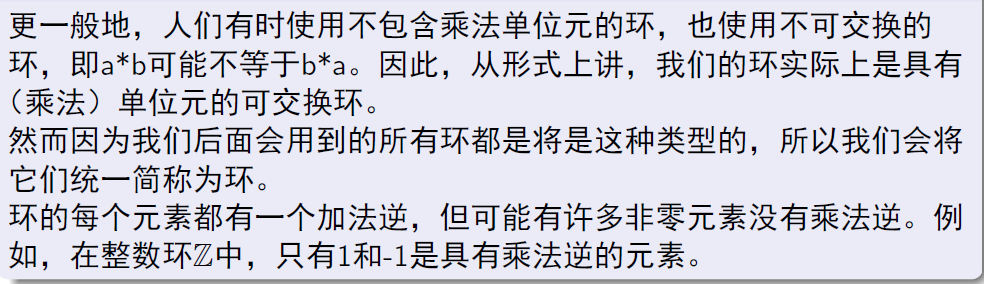 更一般地，人们有时使用不包含乘法单位元的环，也使用不可交换的
环，即a*b可能不等于b*a。因此，从形式上讲，我们的环实际上是具有
（乘法）单位元的可交换环。
然而因为我们后面会用到的所有环都是将是这种类型的，所以我们会将
它们统一简称为环。
环的每个元素都有一个加法逆，但可能有许多非零元素没有乘法逆。例
如，在整数环ℤ中，只有1和-1是具有乘法逆的元素。